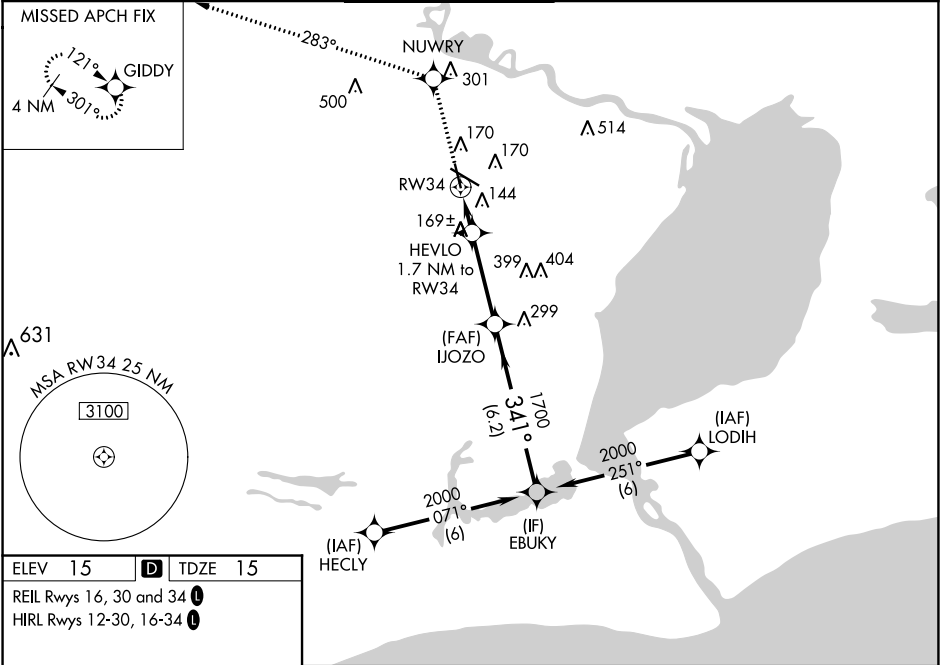 MISSED APCH FIX
121°
GIDDY
4 NM
301°
283°
NUWRY
301
500
170
514
170
RW34
144
169±
HEVLO
1.7 NM to
RW34
399
404
299
(FAF)
IJOZO
631
MSA RW34 25 NM
3100
1700
341°
(6.2)
(IAF)
LODIH
2000
251°
(6)
2000
071°
(6)
(IAF)
HECLY
(IF)
EBUKY
ELEV 15 D TDZE 15
REIL Rwys 16, 30 and 34 L
HIRL Rwys 12-30, 16-34 L